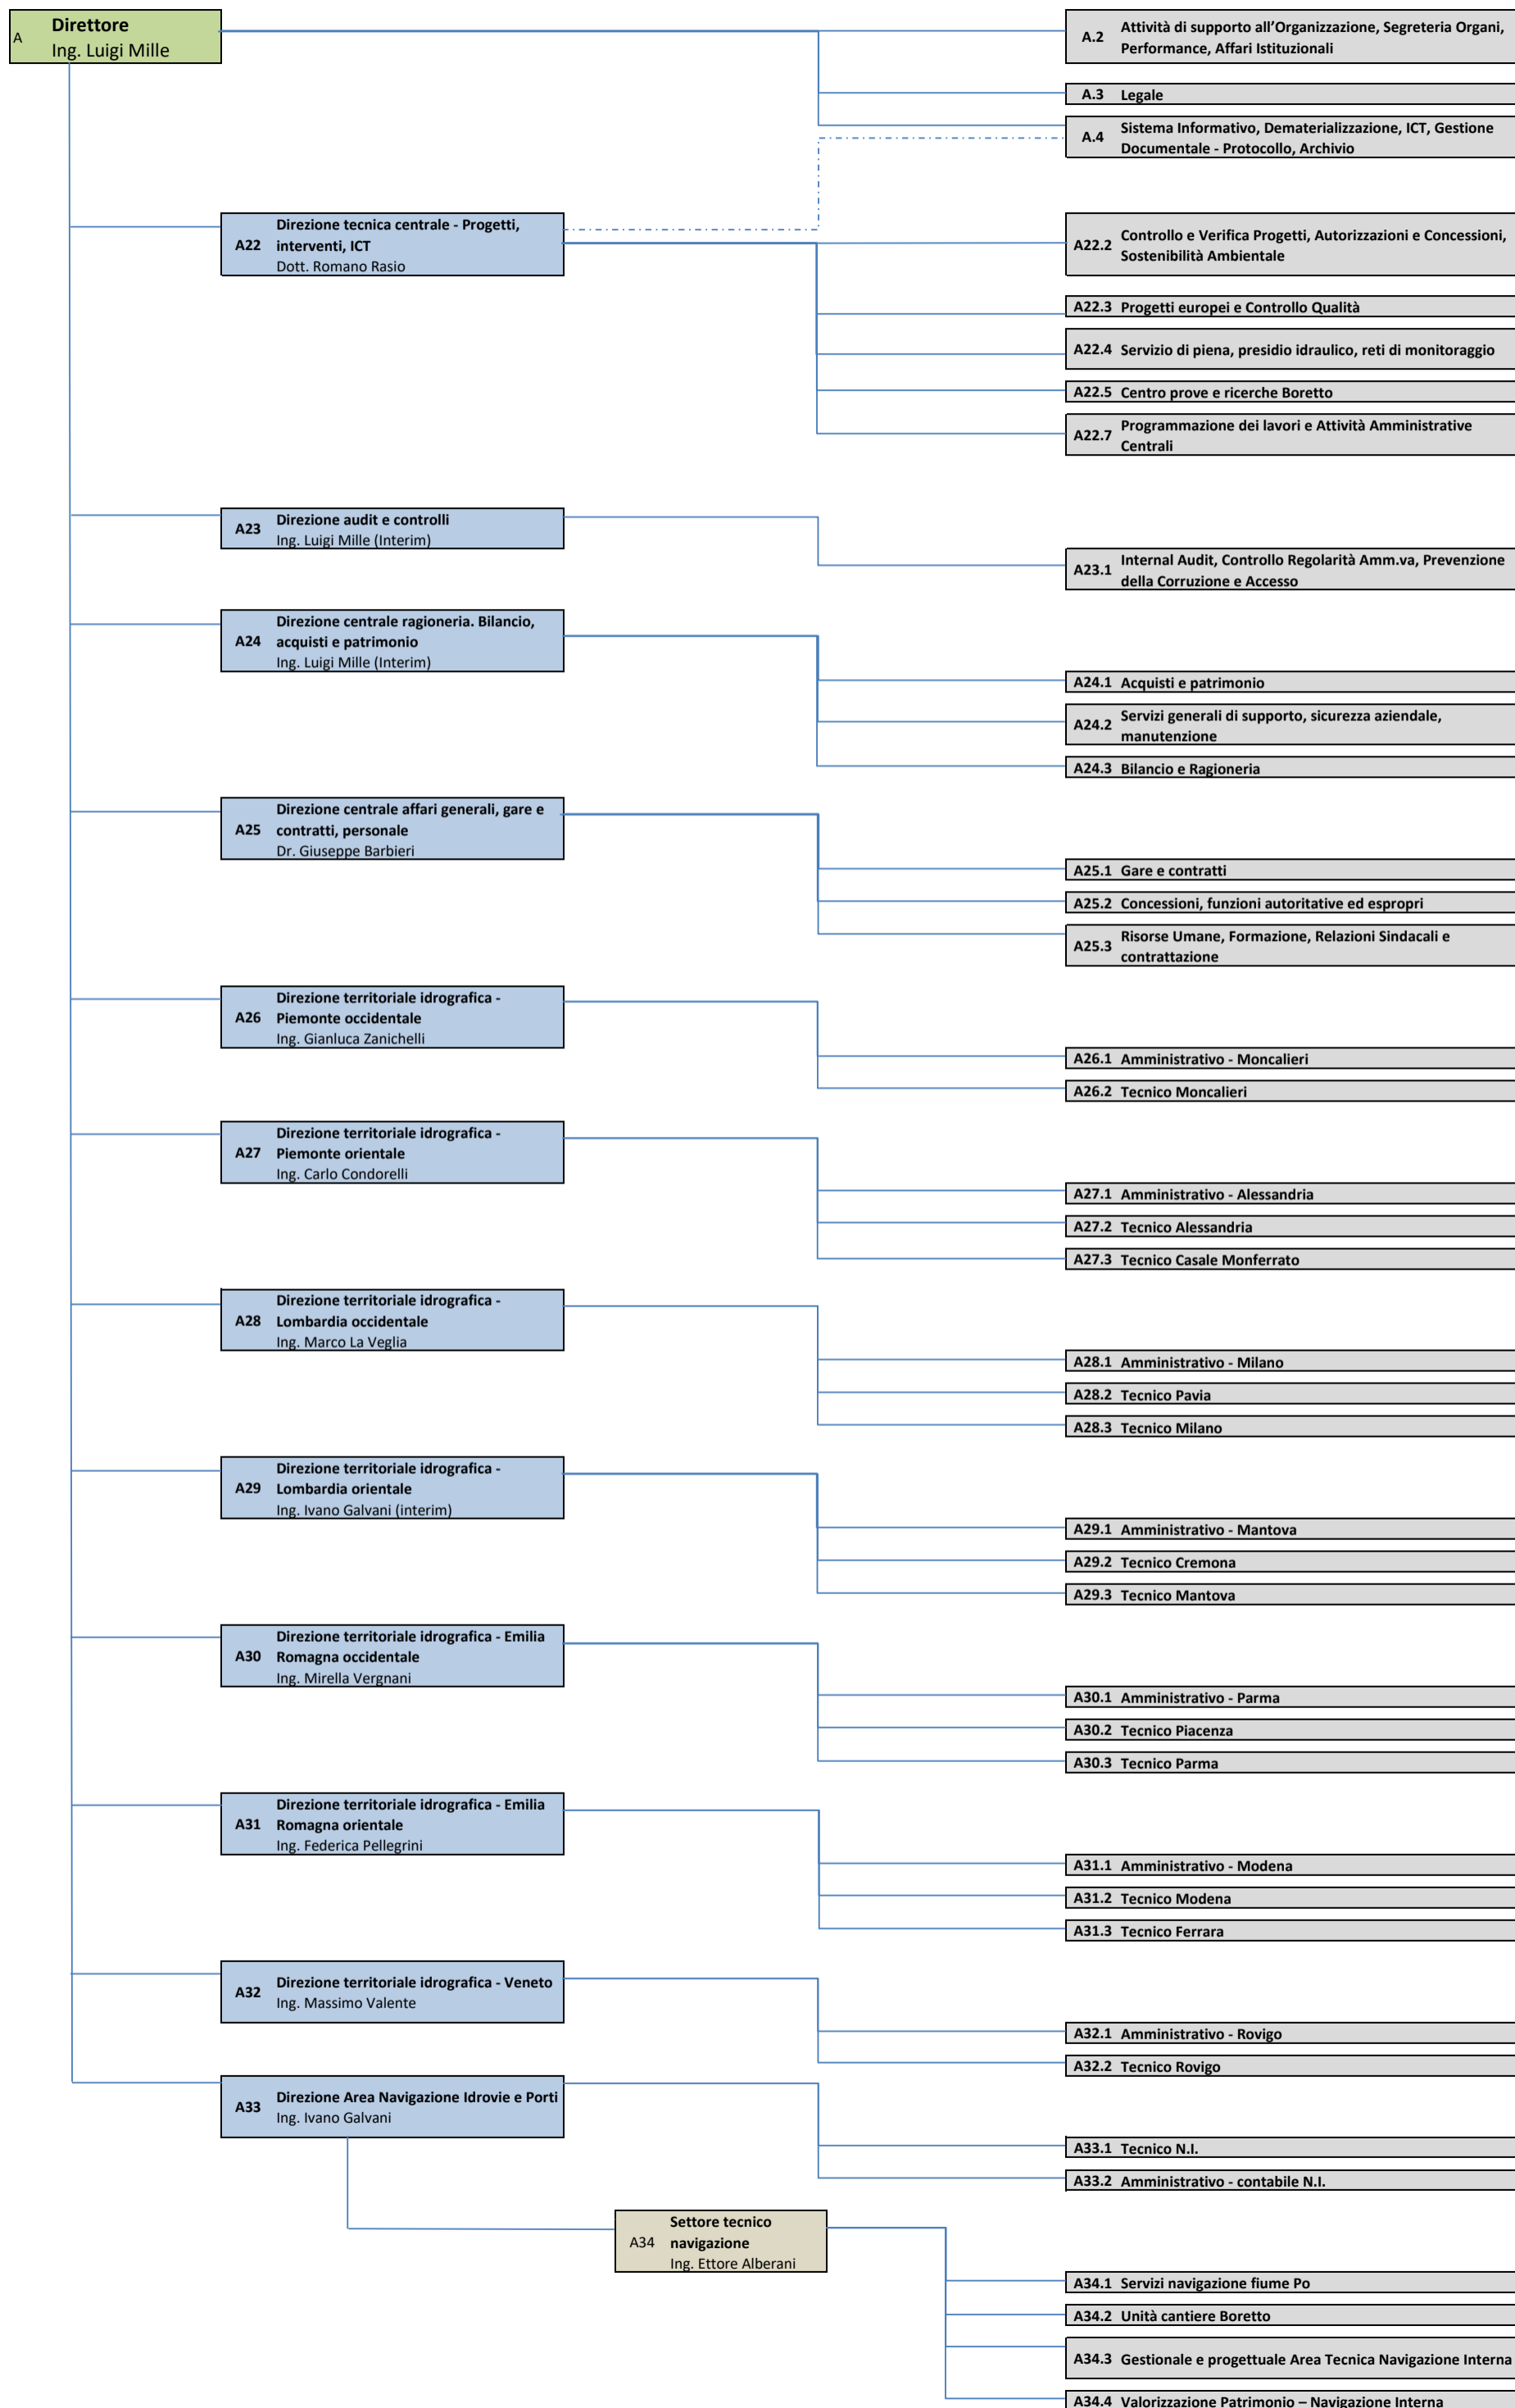 A
Direttore
Ing. Luigi Mille
A.2
Attività di supporto all’Organizzazione, Segreteria Organi,
Performance, Affari Istituzionali
A.3 Legale
A.4
Sistema Informativo, Dematerializzazione, ICT, Gestione
Documentale - Protocollo, Archivio
A22
Direzione tecnica centrale - Progetti,
interventi, ICT
Dott. Romano Rasio
A22.2
Controllo e Verifica Progetti, Autorizzazioni e Concessioni,
Sostenibilità Ambientale
A22.3 Progetti europei e Controllo Qualità
A22.4 Servizio di piena, presidio idraulico, reti di monitoraggio
A22.5 Centro prove e ricerche Boretto
A22.7
Programmazione dei lavori e Attività Amministrative
Centrali
A23
Direzione audit e controlli
Ing. Luigi Mille (Interim)
A23.1
Internal Audit, Controllo Regolarità Amm.va, Prevenzione
della Corruzione e Accesso
A24
Direzione centrale ragioneria. Bilancio,
acquisti e patrimonio
Ing. Luigi Mille (Interim)
A24.1 Acquisti e patrimonio
A24.2
Servizi generali di supporto, sicurezza aziendale,
manutenzione
A24.3 Bilancio e Ragioneria
A25
Direzione centrale affari generali, gare e
contratti, personale
Dr. Giuseppe Barbieri
A25.1 Gare e contratti
A25.2 Concessioni, funzioni autoritative ed espropri
A25.3
Risorse Umane, Formazione, Relazioni Sindacali e
contrattazione
A26
Direzione territoriale idrografica -
Piemonte occidentale
Ing. Gianluca Zanichelli
A26.1 Amministrativo - Moncalieri
A26.2 Tecnico Moncalieri
A27
Direzione territoriale idrografica -
Piemonte orientale
Ing. Carlo Condorelli
A27.1 Amministrativo - Alessandria
A27.2 Tecnico Alessandria
A27.3 Tecnico Casale Monferrato
A28
Direzione territoriale idrografica -
Lombardia occidentale
Ing. Marco La Veglia
A28.1 Amministrativo - Milano
A28.2 Tecnico Pavia
A28.3 Tecnico Milano
A29
Direzione territoriale idrografica -
Lombardia orientale
Ing. Ivano Galvani (interim)
A29.1 Amministrativo - Mantova
A29.2 Tecnico Cremona
A29.3 Tecnico Mantova
A30
Direzione territoriale idrografica - Emilia
Romagna occidentale
Ing. Mirella Vergnani
A30.1 Amministrativo - Parma
A30.2 Tecnico Piacenza
A30.3 Tecnico Parma
A31
Direzione territoriale idrografica - Emilia
Romagna orientale
Ing. Federica Pellegrini
A31.1 Amministrativo - Modena
A31.2 Tecnico Modena
A31.3 Tecnico Ferrara
A32
Direzione territoriale idrografica - Veneto
Ing. Massimo Valente
A32.1 Amministrativo - Rovigo
A32.2 Tecnico Rovigo
A33
Direzione Area Navigazione Idrovie e Porti
Ing. Ivano Galvani
A33.1 Tecnico N.I.
A33.2 Amministrativo - contabile N.I.
A34
Settore tecnico
navigazione
Ing. Ettore Alberani
A34.1 Servizi navigazione fiume Po
A34.2 Unità cantiere Boretto
A34.3 Gestionale e progettuale Area Tecnica Navigazione Interna
A34.4 Valorizzazione Patrimonio – Navigazione Interna